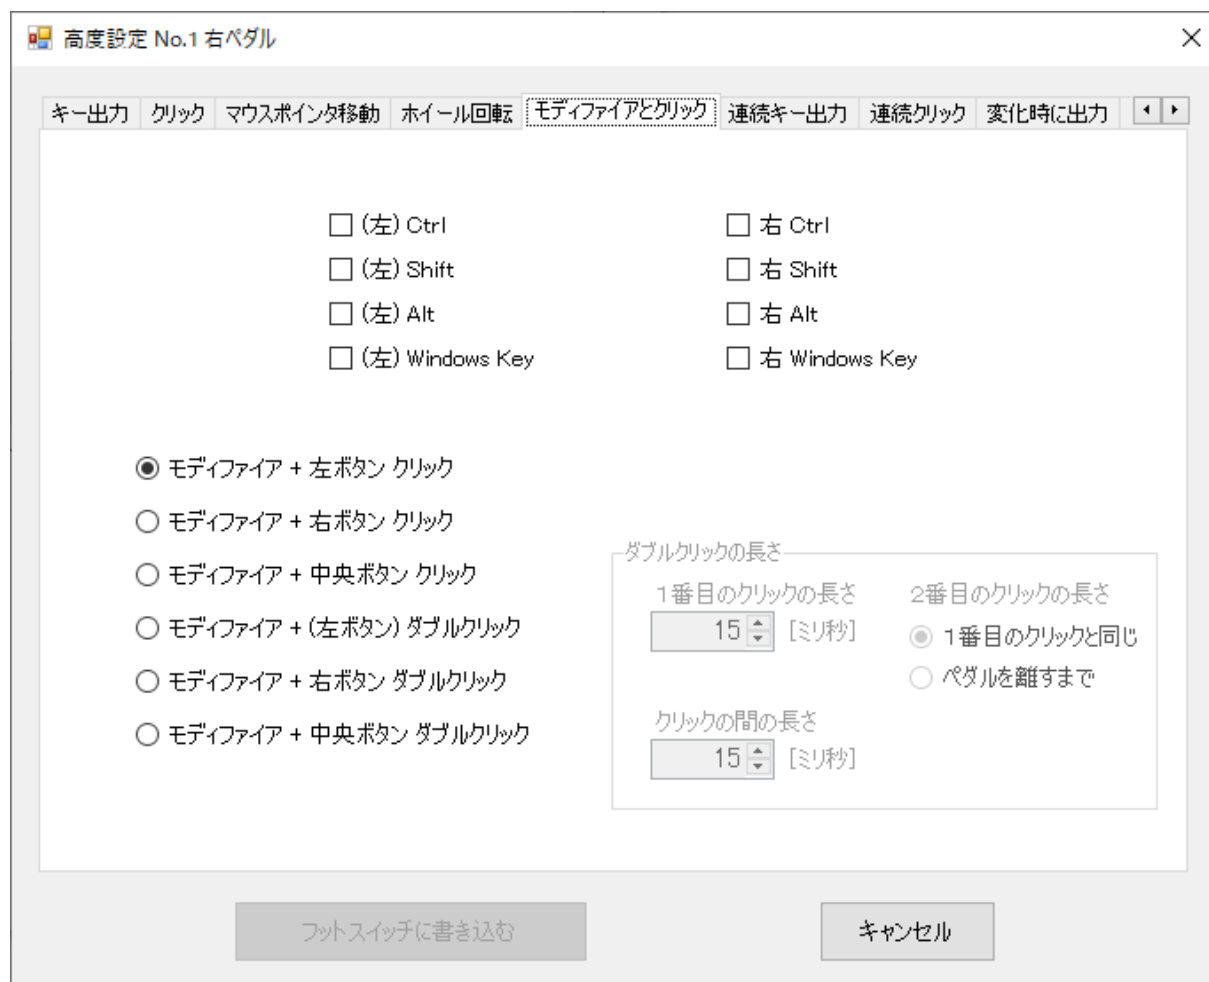 高度設定 No.1 右ペダル
キー出力 クリック マウスポインタ移動 ホイール回転 モディファイアとクリック 連続キー出力 連続クリック 変化時に出力
(左) Ctrl 右 Ctrl
(左) Shift 右 Shift
(左) Alt 右 Alt
(左) Windows Key 右 Windows Key
モディファイア + 左ボタン クリック
モディファイア + 右ボタン クリック
モディファイア + 中央ボタン クリック
モディファイア + (左ボタン) ダブルクリック
モディファイア + 右ボタン ダブルクリック
モディファイア + 中央ボタン ダブルクリック
ダブルクリックの長さ
1番目のクリックの長さ
15 [ミリ秒]
2番目のクリックの長さ
1番目のクリックと同じ
ペダルを離すまで
クリックの間の長さ
15 [ミリ秒]
フットスイッチに書き込む
キャンセル